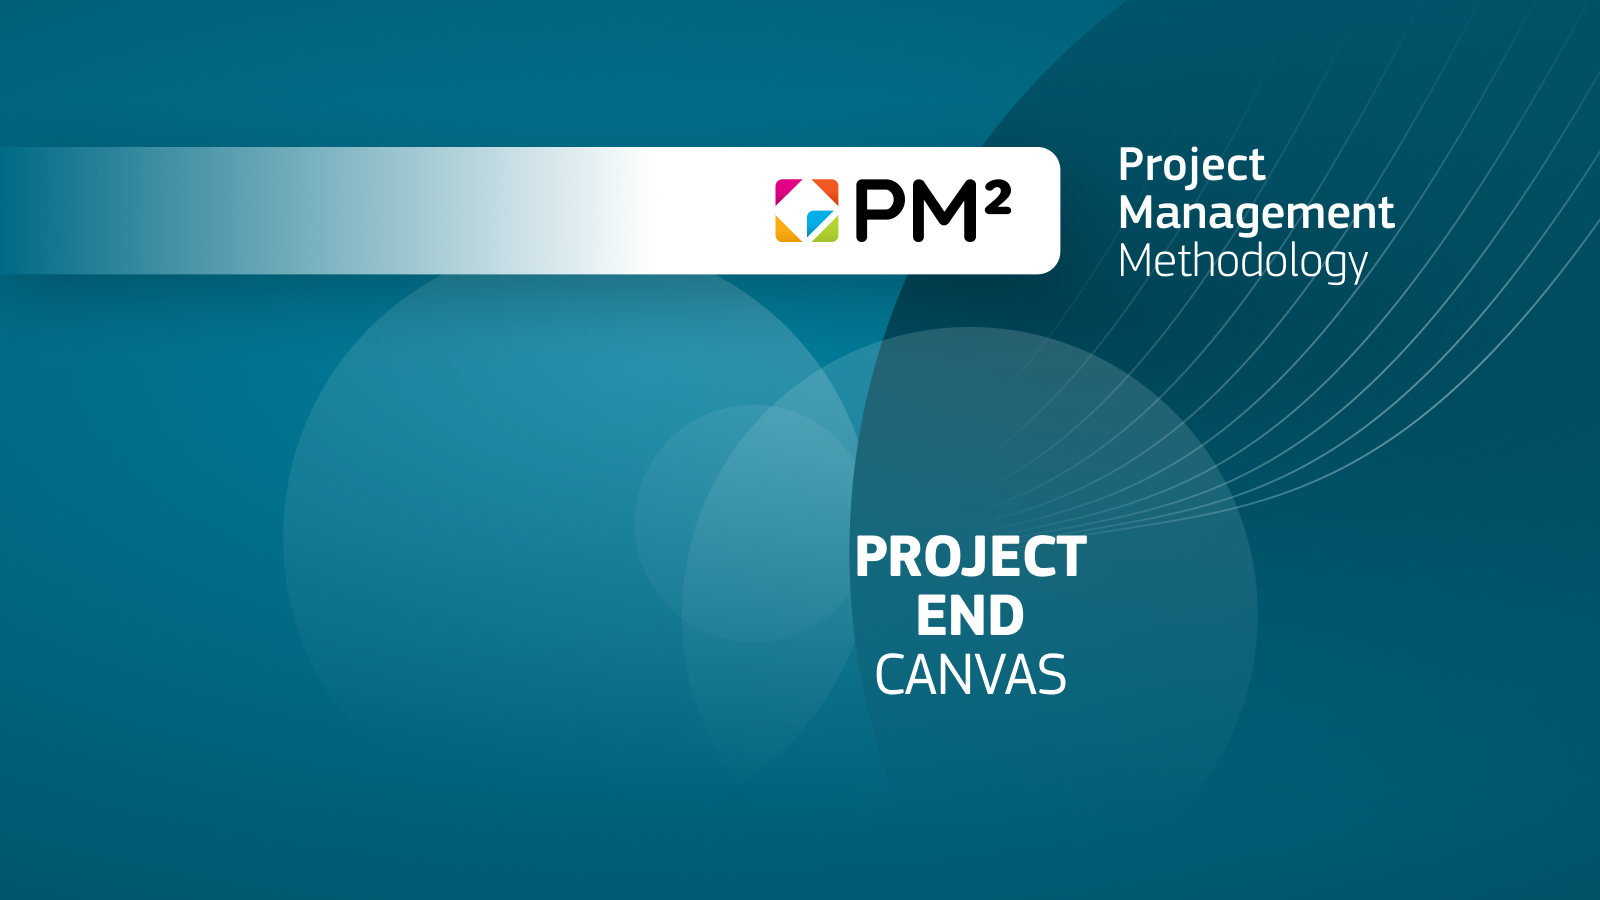 PM²
Project
Management
Methodology
PROJECT
END
CANVAS